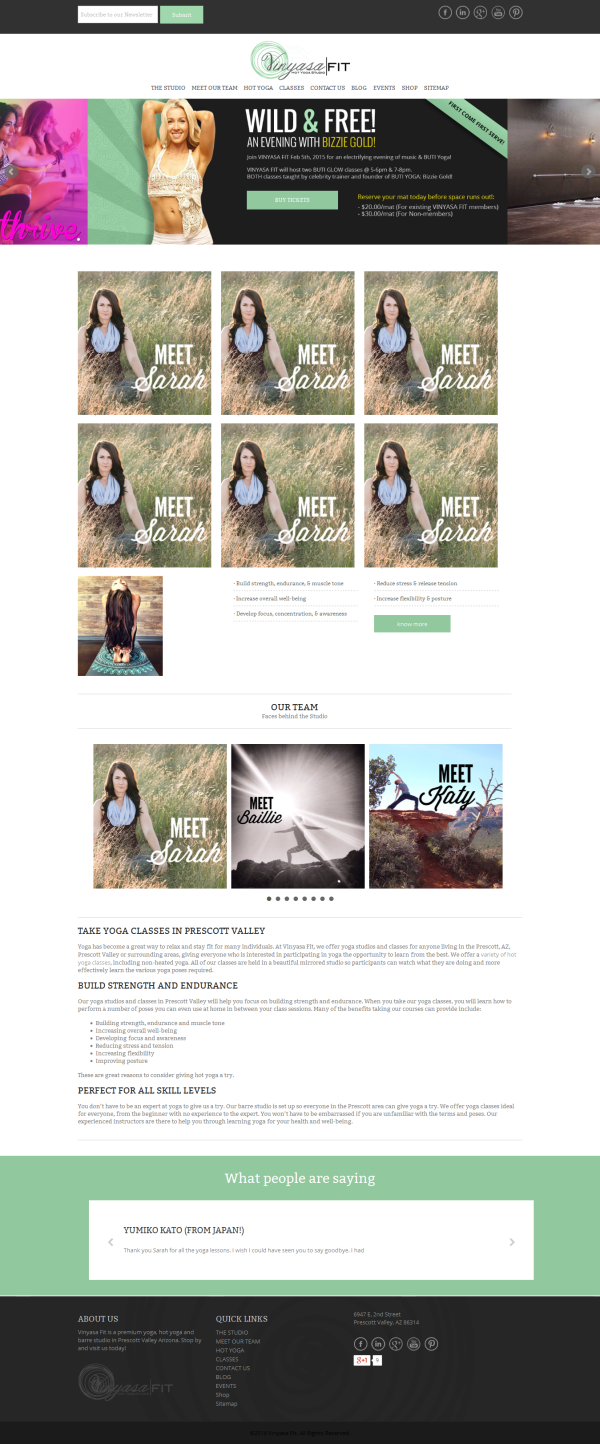 Subscribe to our Newsletter
Submit
Vinyasa|FIT
HOT YOGA STUDIO
THE STUDIO MEET OUR TEAM HOT YOGA CLASSES CONTACT US BLOG EVENTS SHOP SITEMAP
thrive.
WILD & FREE!
AN EVENING WITH BIZZIE GOLD!
FIRST COME FIRST SERVE!
Join VINYASA FIT Feb 5th, 2015 for an electrifying evening of music & BUTI Yoga!
VINYASA FIT will host two BUTI GLOW classes @ 5-6pm & 7-8pm.
BOTH classes taught by celebrity trainer and founder of BUTI YOGA: Bizzie Gold!
BUY TICKETS
Reserve your mat today before space runs out!:
- $20.00/mat (For existing VINYASA FIT members)
- $30.00/mat (For Non-members)
MEET Sarah
MEET Sarah
MEET Sarah
MEET Sarah
MEET Sarah
MEET Sarah
· Build strength, endurance, & muscle tone
· Increase overall well-being
· Develop focus, concentration, & awareness
· Reduce stress & release tension
· Increase flexibility & posture
know more
OUR TEAM
Faces behind the Studio
MEET Sarah
MEET Baillie
MEET Katy
TAKE YOGA CLASSES IN PRESCOTT VALLEY
Yoga has become a great way to relax and stay fit for many individuals. At Vinyasa Fit, we offer yoga studios and classes for anyone living in the Prescott, AZ,
Prescott Valley or surrounding areas, giving everyone who is interested in participating in yoga the opportunity to learn from the best. We offer a variety of hot
yoga classes, including non-heated yoga. All of our classes are held in a beautiful mirrored studio so participants can watch what they are doing and more
effectively learn the various yoga poses required.
BUILD STRENGTH AND ENDURANCE
Our yoga studios and classes in Prescott Valley will help you focus on building strength and endurance. When you take our yoga classes, you will learn how to
perform a number of poses you can even use at home in between your class sessions. Many of the benefits taking our courses can provide include:
• Building strength, endurance and muscle tone
• Increasing overall well-being
• Developing focus and awareness
• Reducing stress and tension
• Increasing flexibility
• Improving posture
These are great reasons to consider giving hot yoga a try.
PERFECT FOR ALL SKILL LEVELS
You don't have to be an expert at yoga to give us a try. Our barre studio is set up so everyone in the Prescott area can give yoga a try. We offer yoga classes ideal
for everyone, from the beginner with no experience to the expert. You won't have to be embarrassed if you are unfamiliar with the terms and poses. Our
experienced instructors are there to help you through learning yoga for your health and well-being.
What people are saying
YUMIKO KATO (FROM JAPAN!)
Thank you Sarah for all the yoga lessons. I wish I could have seen you to say goodbye. I had
ABOUT US
Vinyasa Fit is a premium yoga, hot yoga and
barre studio in Prescott Valley Arizona. Stop by
and visit us today!
Vinyasa|FIT
QUICK LINKS
THE STUDIO
MEET OUR TEAM
HOT YOGA
CLASSES
CONTACT US
BLOG
EVENTS
Shop
Sitemap
6947 E. 2nd Street
Prescott Valley, AZ 86314
g+1 9